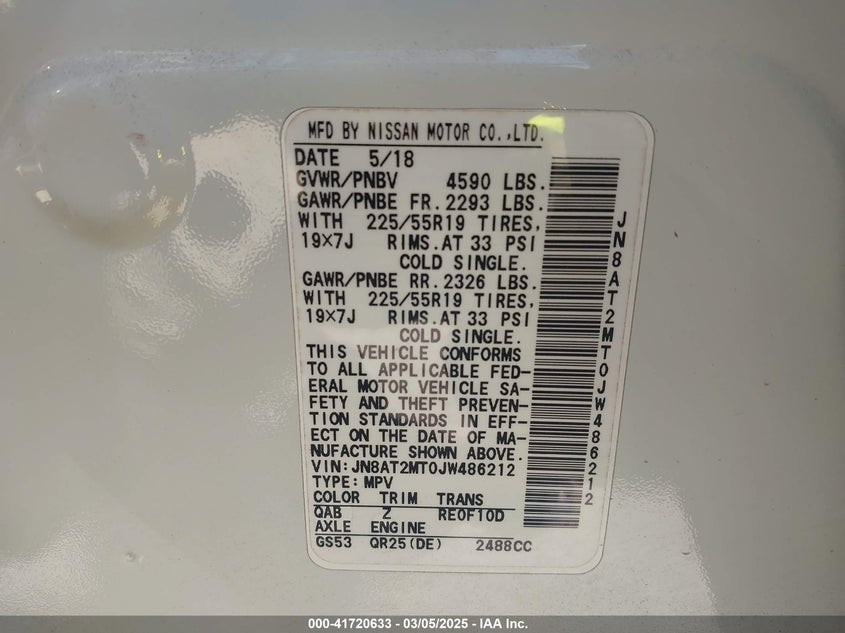 MFD BY NISSAN MOTOR CO.,LTD.
DATE 5/18
GVWR/PNBV 4590 LBS.
GAWR/PNBE FR. 2293 LBS.
WITH 225/55R19 TIRES,
19×7J RIMS. AT 33 PSI
COLD SINGLE.
GAWR/PNBE RR. 2326 LBS.
WITH 225/55R19 TIRES,
19×7J RIMS. AT 33 PSI
COLD SINGLE.
THIS VEHICLE CONFORMS
TO ALL APPLICABLE FED-
ERAL MOTOR VEHICLE SA-
FETY AND THEFT PREVEN-
TION STANDARDS IN EFF-
ECT ON THE DATE OF MA-
NUFACTURE SHOWN ABOVE.
VIN: JN8AT2MT0JW486212
TYPE: MPV
COLOR TRIM TRANS
QAB Z RE0F10D
AXLE ENGINE
GS53 QR25(DE) 2488CC
JN8AT2MT0JW486212
000-41720633 - 03/05/2025 - IAA Inc.